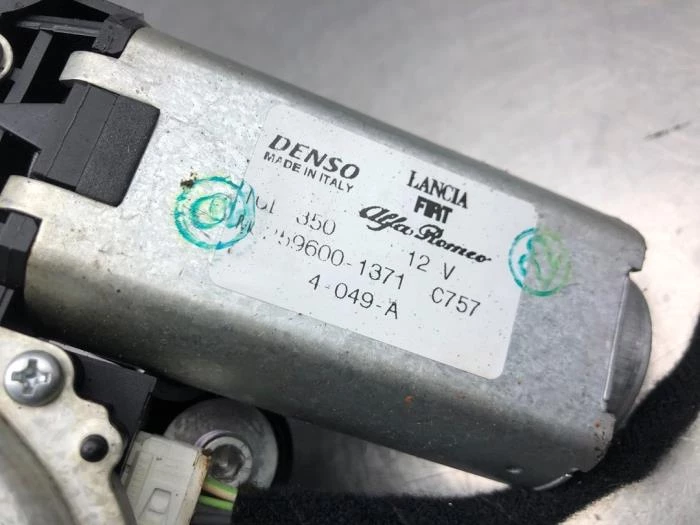 DENSO
MADE IN ITALY
LANCIA
FIAT
Alfa Romeo
350
12 V
59600-1371
C757
4-049-A